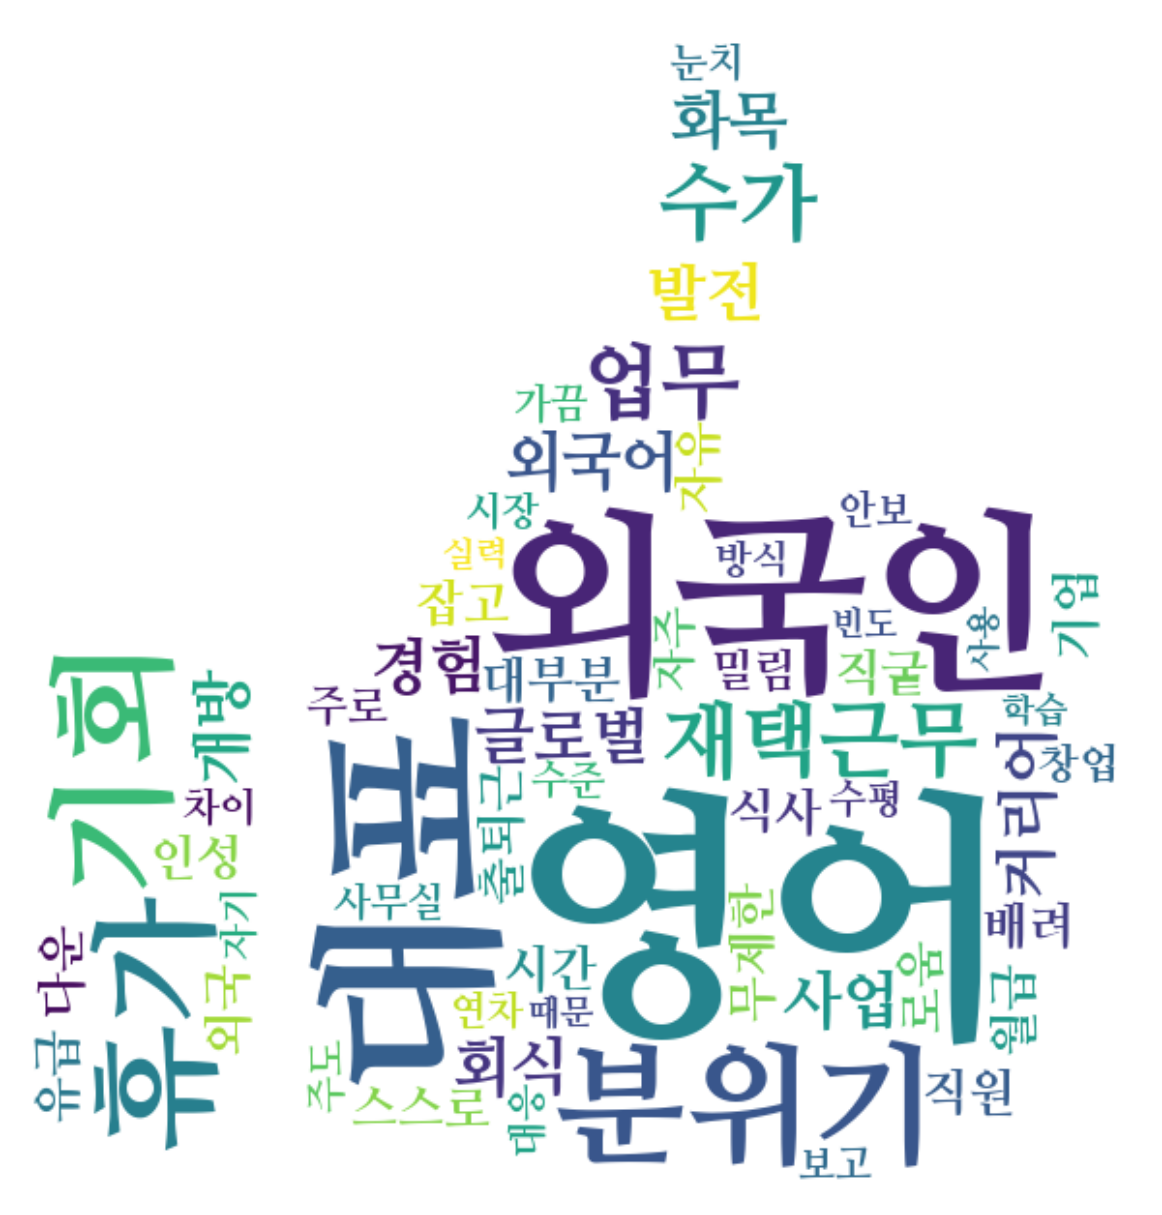 눈치
화목
수가
발전
업무
가끔
외국어
자유
시장
외국인
안보
실력
방식
잡고
기업
자주
빈도
사용
경험
대부분
밀림
직굳
기회
개방
주로
글로벌
재택근무
학습
커리어
창업
대표
출퇴근
수준
차이
식사
수평
인성
영어
사무실
휴가
자기
무제한
배려
다운
외국
시간
사업
로움
월급
연차
때문
유급
주도
회식
분위기
직원
스스로
대응
보고